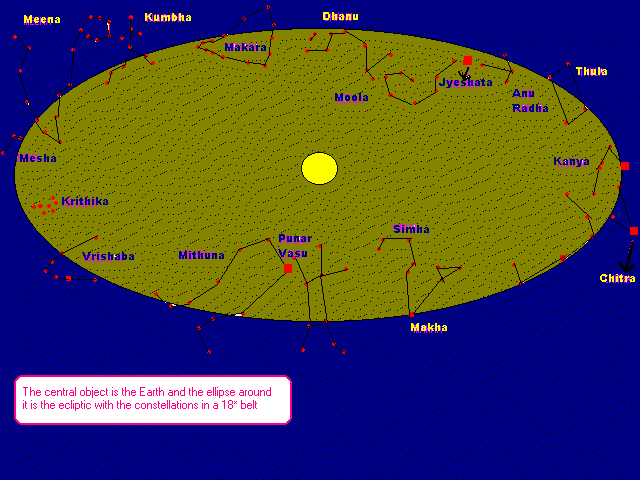 Meena
Kumbha
Dhanu
Makara
Thula
Jyeshata
Moola
Anu
Radha
Mesha
Kanya
Krithika
Simha
Punar
Vasu
Vrishaba
Mithuna
Chitra
Makha
The central object is the Earth and the ellipse around
it is the ecliptic with the constellations in a 18* belt